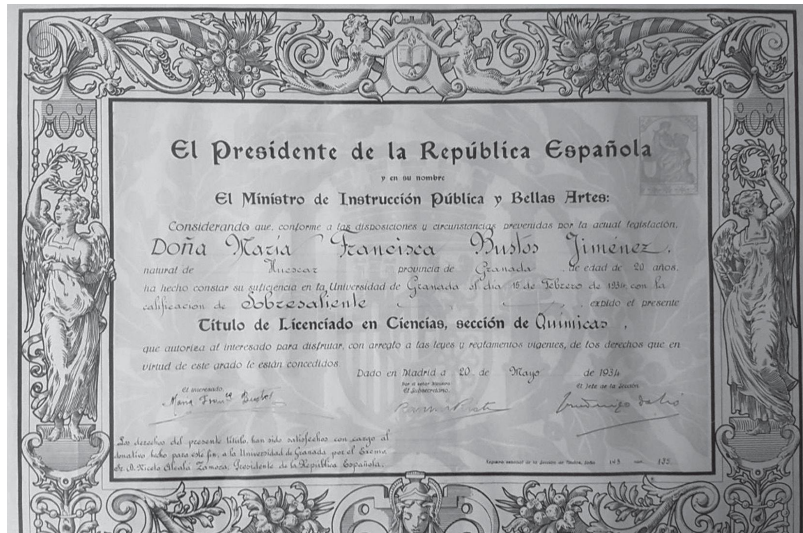 El Presidente de la República Española
y en su nombre
El Ministro de Instrucción Pública y Bellas Artes:
Considerando que, conforme a las disposiciones y circunstancias prevenidas por la actual legislación,
Doña María Francisca Bustos Jiménez.
natural de Huescar provincia de Granada de edad de 20 años,
ha hecho constar su suficiencia en la Universidad de Granada el día 15 de Febrero de 1934 con la
calificación de Sobresaliente expido el presente
Título de Licenciado en Ciencias, sección de Químicas,
que autoriza al interesado para disfrutar, con arreglo a las leyes y reglamentos vigentes, de los derechos que en
virtud de este grado le están concedidos
Dado en Madrid a 20 de Mayo de 1934
El interesado, El Subsecretario, El Jefe de la Sección,
María Franca Bustos
Los derechos del presente título, han sido satisfechos con cargo al
donativo hecho para este fin, a la Universidad de Granada por el Excmo
Sr. D. Niceto Alcalá Zamora, Presidente de la República Española.